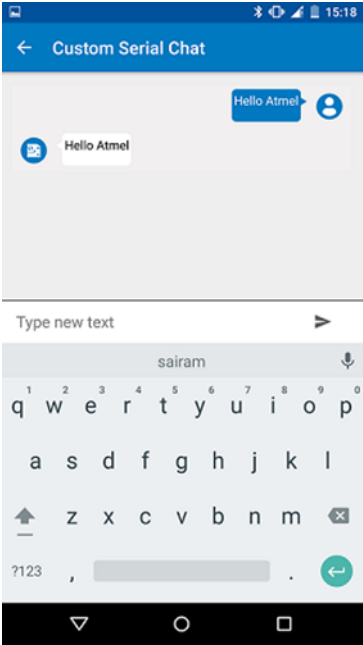 15:18
Custom Serial Chat
Hello Atmel
Hello Atmel
Type new text
sairam
1 2 3 4 5 6 7 8 9 0
q w e r t y u i o p
a s d f g h j k l
z x c v b n m
?123 , .